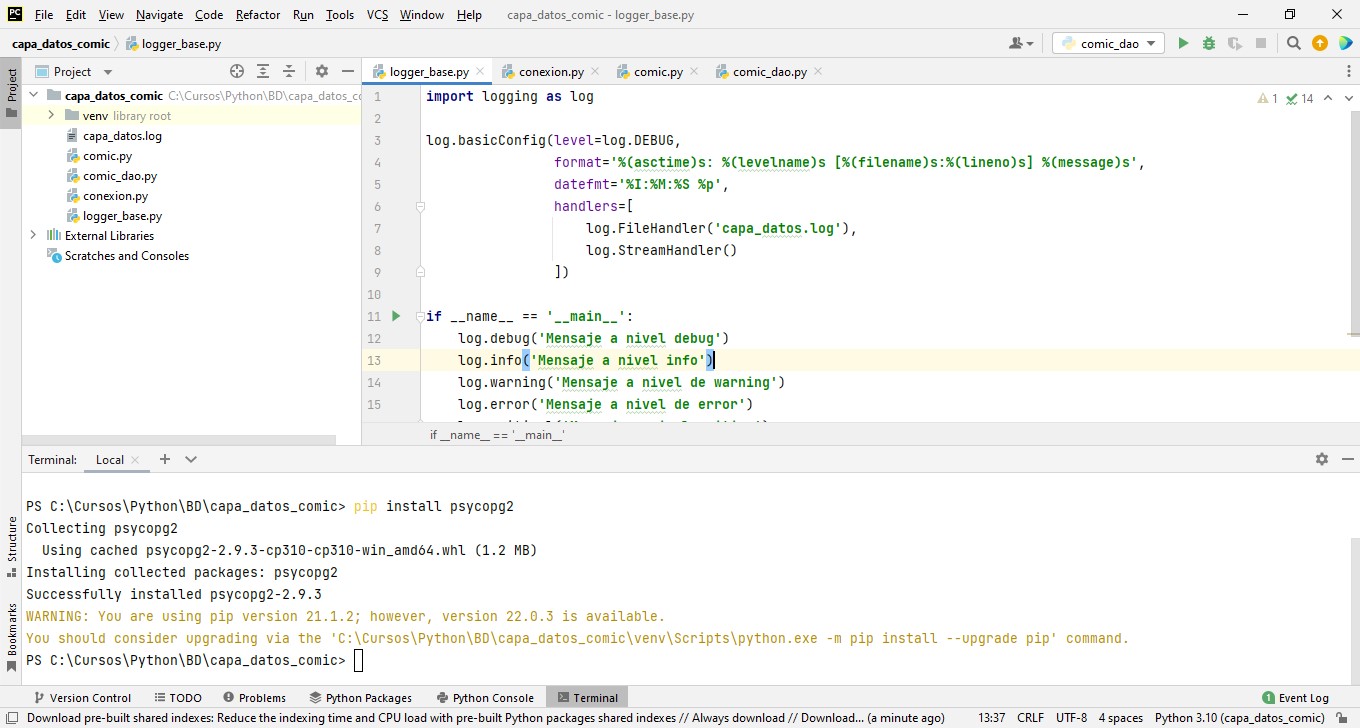 PC File Edit View Navigate Code Refactor Run Tools VCS Window Help capa_datos_comic - logger_base.py
capa_datos_comic logger_base.py comic_dao
Project logger_base.py conexion.py comic.py comic_dao.py
Project
capa_datos_comic C:\Cursos\Python\BD\capa_datos_cc
venv library root
capa_datos.log
comic.py
comic_dao.py
conexion.py
logger_base.py
External Libraries
Scratches and Consoles
1 import logging as log
1 14
2
3 log.basicConfig(level=log.DEBUG,
4 format='%(asctime)s: %(levelname)s [%(filename)s:%(lineno)s] %(message)s',
5 datefmt='%I:%M:%S %p',
6 handlers=[
7 log.FileHandler('capa_datos.log'),
8 log.StreamHandler()
9 ])
10
11 if __name__ == '__main__':
12 log.debug('Mensaje a nivel debug')
13 log.info('Mensaje a nivel info')
14 log.warning('Mensaje a nivel de warning')
15 log.error('Mensaje a nivel de error')
if __name__ == '__main__'
Terminal: Local
PS C:\Cursos\Python\BD\capa_datos_comic> pip install psycopg2
Collecting psycopg2
Using cached psycopg2-2.9.3-cp310-cp310-win_amd64.whl (1.2 MB)
Installing collected packages: psycopg2
Successfully installed psycopg2-2.9.3
WARNING: You are using pip version 21.1.2; however, version 22.0.3 is available.
You should consider upgrading via the 'C:\Cursos\Python\BD\capa_datos_comic\venv\Scripts\python.exe -m pip install --upgrade pip' command.
PS C:\Cursos\Python\BD\capa_datos_comic>
Structure
Bookmarks
Version Control TODO Problems Python Packages Python Console Terminal 1 Event Log
Download pre-built shared indexes: Reduce the indexing time and CPU load with pre-built Python packages shared indexes // Always download // Download... (a minute ago) 13:37 CRLF UTF-8 4 spaces Python 3.10 (capa_datos_comic)